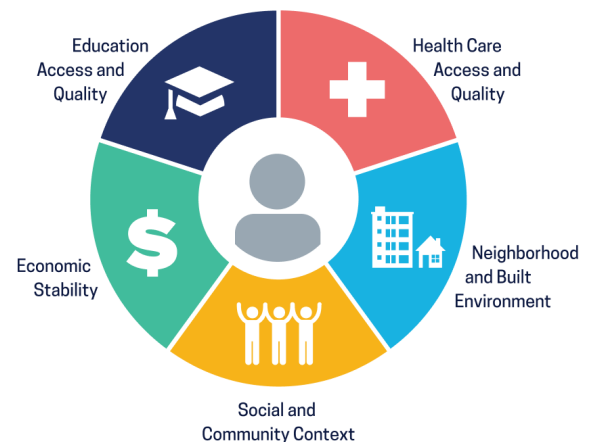 Education
Access and
Quality
Health Care
Access and
Quality
$
Economic
Stability
Neighborhood
and Built
Environment
Social and
Community Context